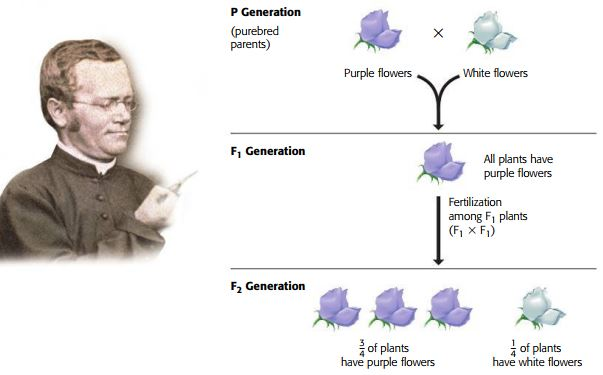 P Generation
(purebred
parents)
×
Purple flowers
White flowers
F₁ Generation
All plants have
purple flowers
Fertilization
among F₁ plants
(F₁ × F₁)
F₂ Generation
3/4 of plants
have purple flowers
1/4 of plants
have white flowers